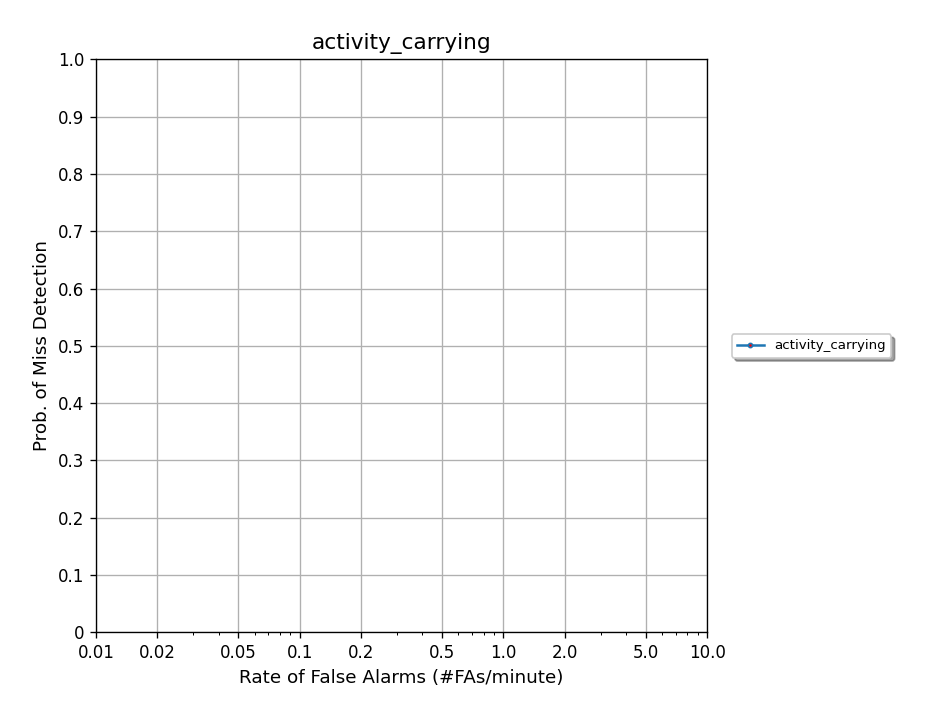 activity_carrying
1.0
0.9
0.8
0.7
0.6
0.5
0.4
0.3
0.2
0.1
0
Prob. of Miss Detection
0.01 0.02 0.05 0.1 0.2 0.5 1.0 2.0 5.0 10.0
Rate of False Alarms (#FAs/minute)
activity_carrying